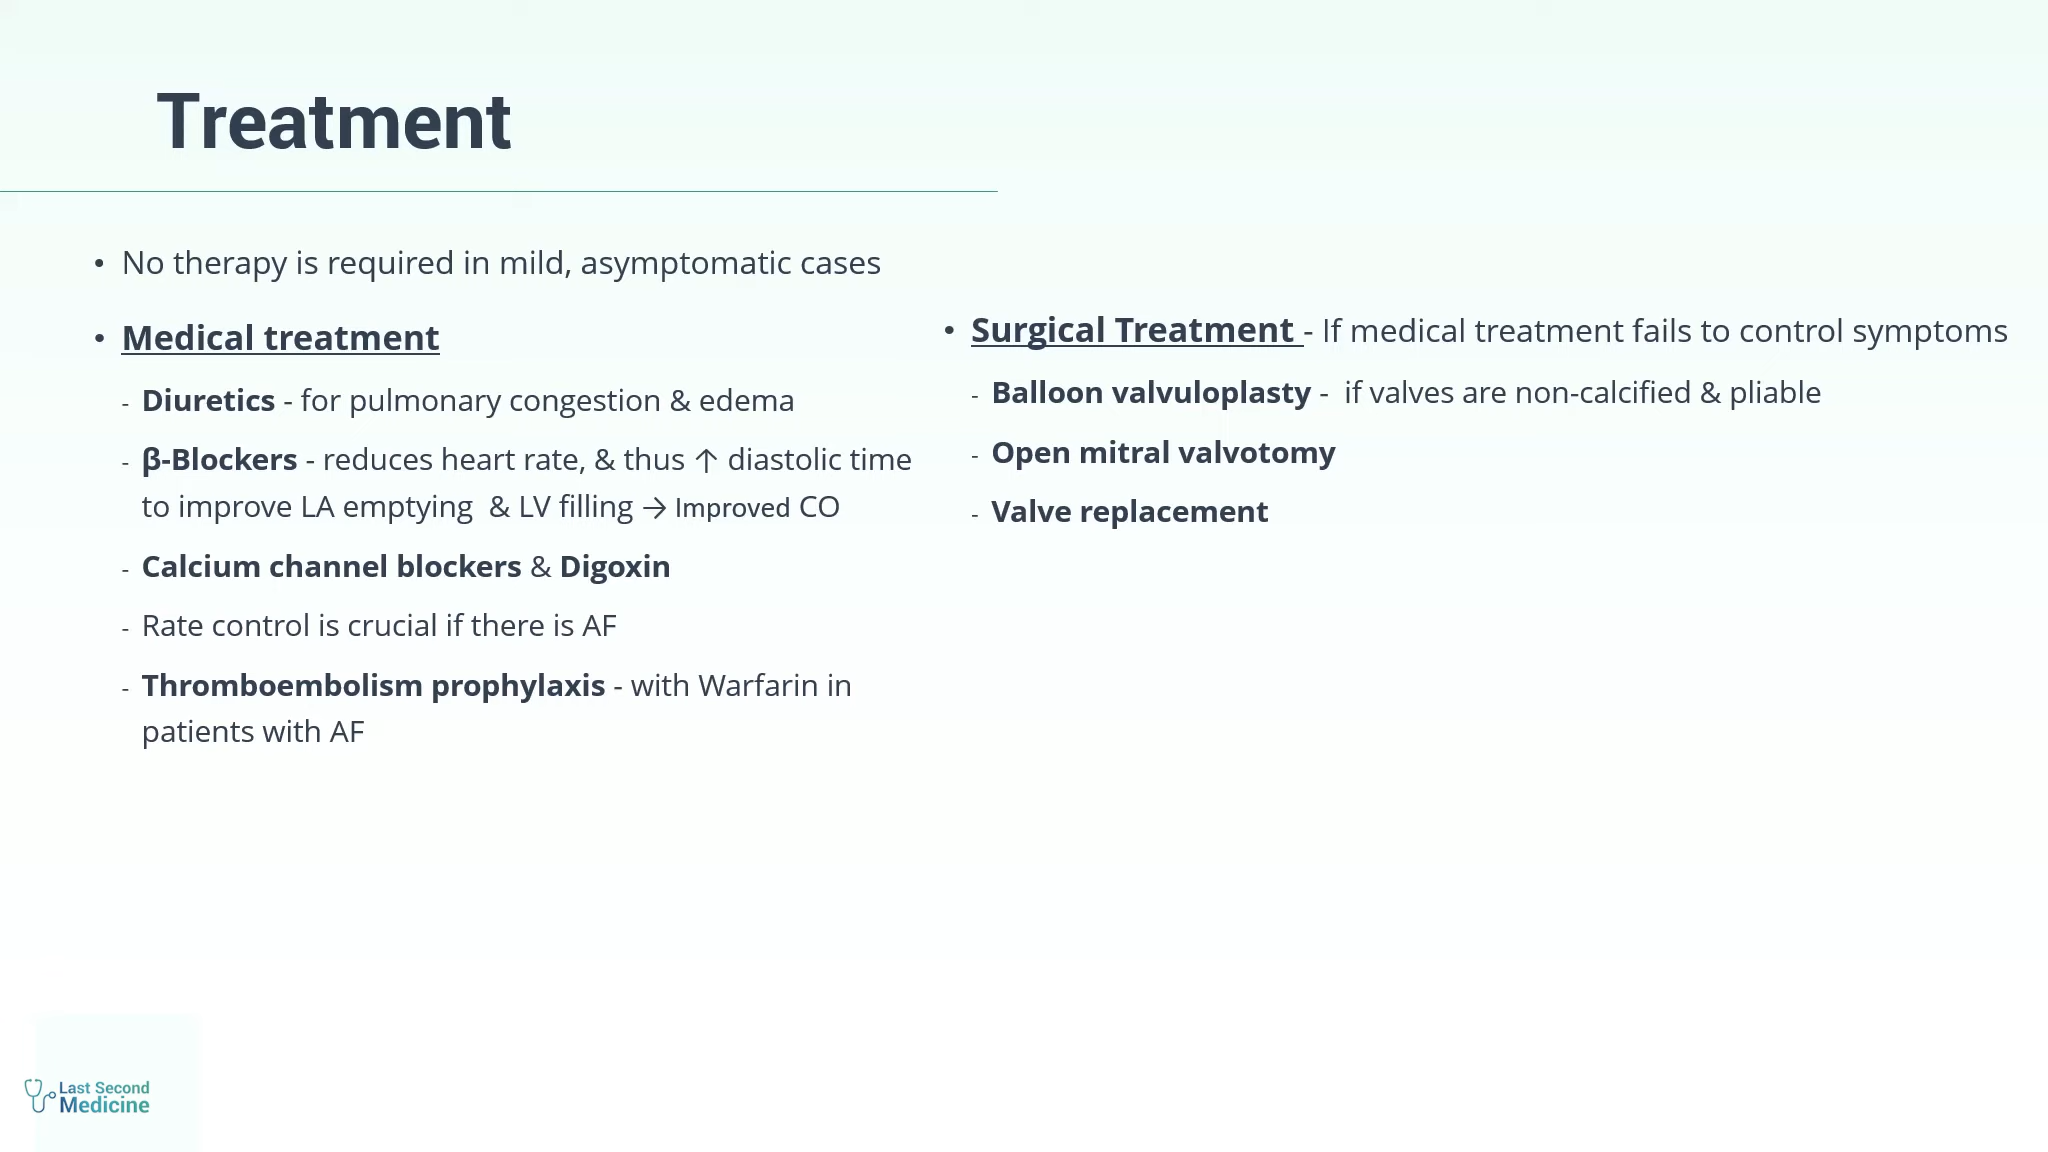 Treatment
• No therapy is required in mild, asymptomatic cases
• Medical treatment
- Diuretics - for pulmonary congestion & edema
- β-Blockers - reduces heart rate, & thus ↑ diastolic time
to improve LA emptying & LV filling → Improved CO
- Calcium channel blockers & Digoxin
- Rate control is crucial if there is AF
- Thromboembolism prophylaxis - with Warfarin in
patients with AF
• Surgical Treatment - If medical treatment fails to control symptoms
- Balloon valvuloplasty - if valves are non-calcified & pliable
- Open mitral valvotomy
- Valve replacement
Last Second
Medicine